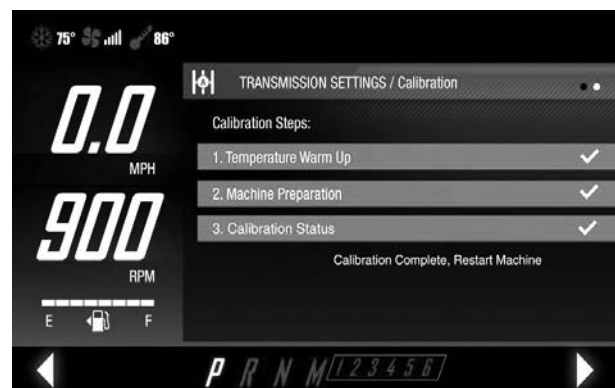 75° 86°
TRANSMISSION SETTINGS / Calibration
0.0
MPH
Calibration Steps:
1. Temperature Warm Up
2. Machine Preparation
3. Calibration Status
Calibration Complete, Restart Machine
900
RPM
E F
P R N M 1 2 3 4 5 6